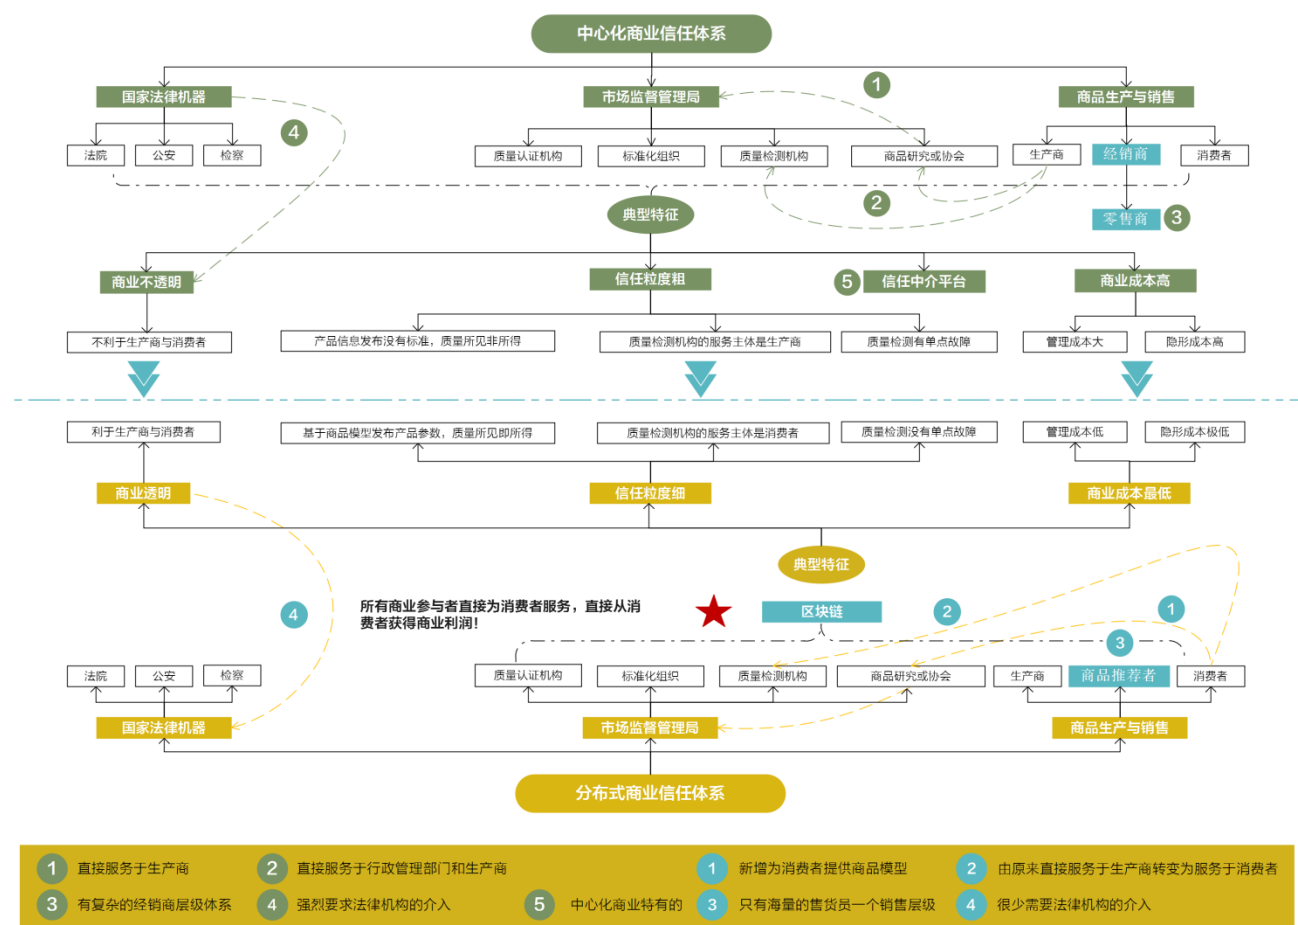 中心化商业信任体系
国家法律机器
市场监督管理局
1
商品生产与销售
4
法院
公安
检察
质量认证机构
标准化组织
质量检测机构
商品研究或协会
生产商
经销商
消费者
典型特征
2
零售商
3
商业不透明
信任粒度粗
5
信任中介平台
商业成本高
不利于生产商与消费者
产品信息发布没有标准，质量所见非所得
质量检测机构的服务主体是生产商
质量检测有单点故障
管理成本大
隐形成本高
利于生产商与消费者
基于商品模型发布产品参数，质量所见即所得
质量检测机构的服务主体是消费者
质量检测没有单点故障
管理成本低
隐形成本极低
商业透明
信任粒度细
商业成本最低
典型特征
4
所有商业参与者直接为消费者服务，直接从消
费者获得商业利润！
区块链
2
1
3
法院
公安
检察
质量认证机构
标准化组织
质量检测机构
商品研究或协会
生产商
商品推荐者
消费者
国家法律机器
市场监督管理局
商品生产与销售
分布式商业信任体系
1 直接服务于生产商
2 直接服务于行政管理部门和生产商
1 新增为消费者提供商品模型
2 由原来直接服务于生产商转变为服务于消费者
3 有复杂的经销商层级体系
4 强烈要求法律机构的介入
5 中心化商业特有的
3 只有海量的售货员一个销售层级
4 很少需要法律机构的介入